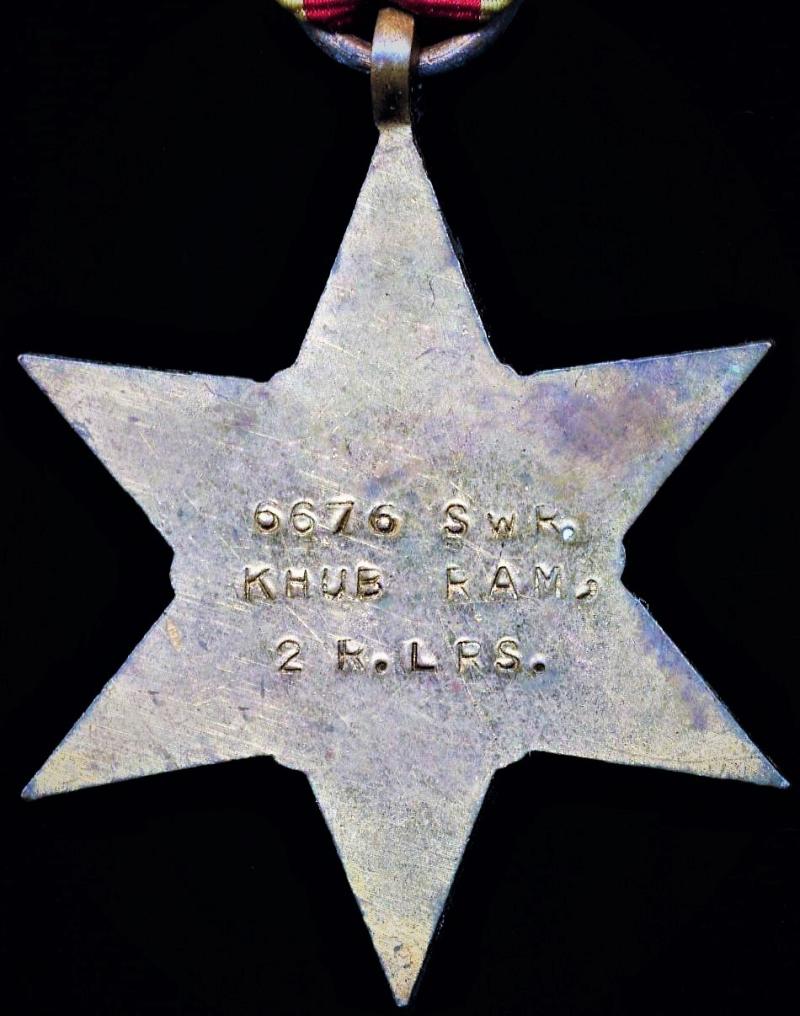 6676 SWR.
KHUB RAM,
2 R. LRS.